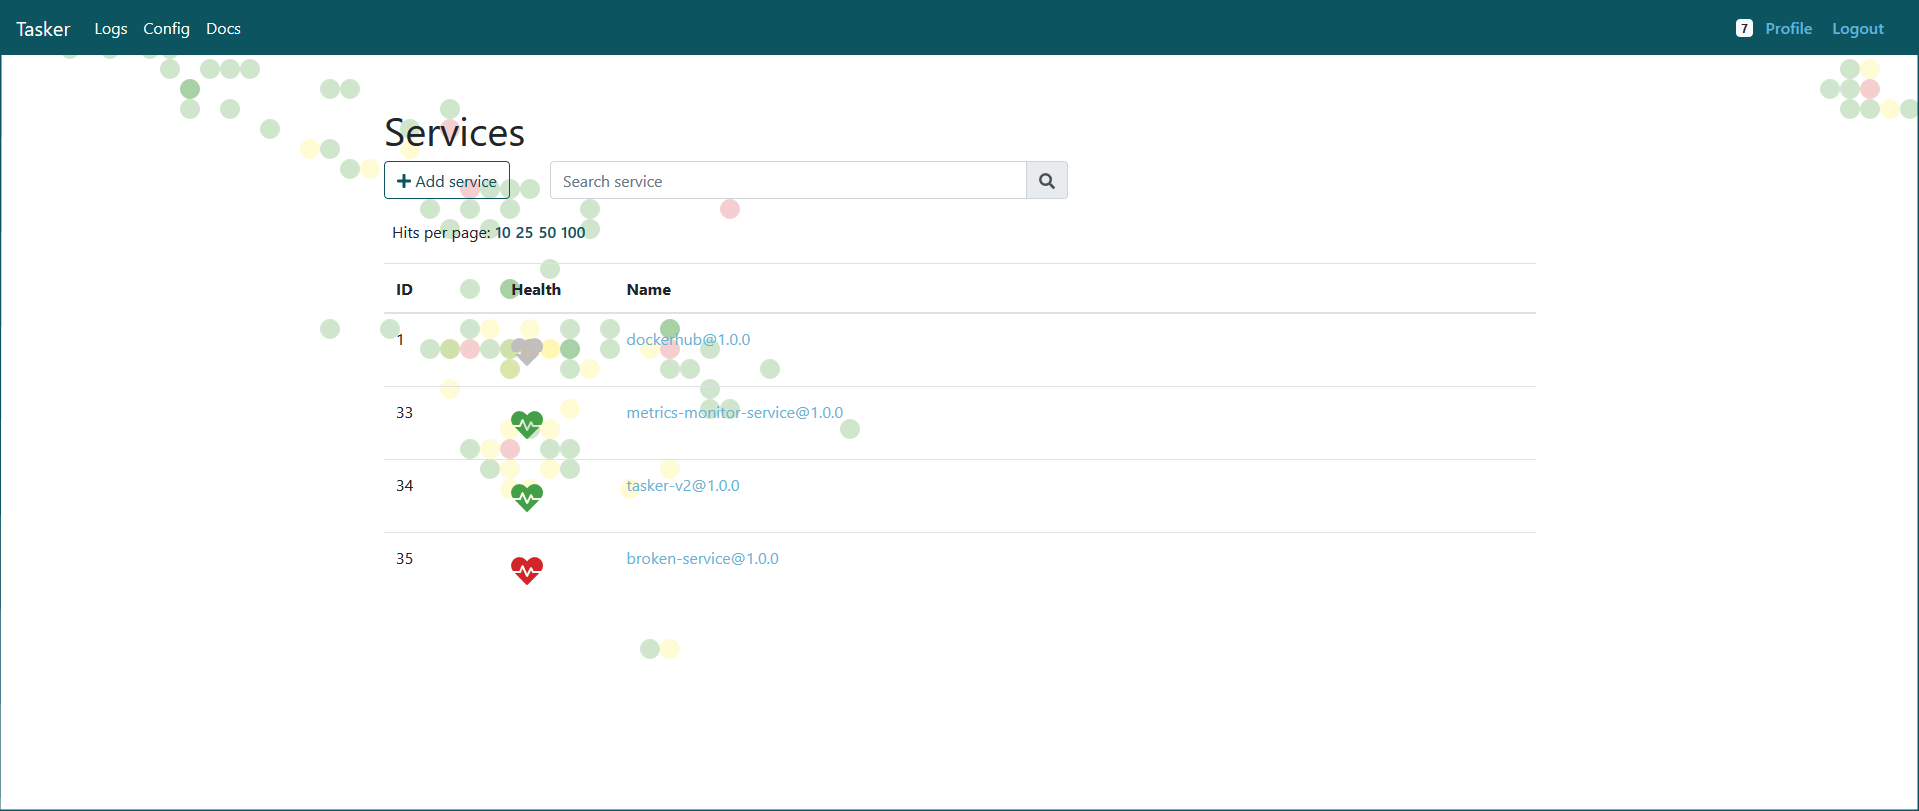 Tasker Logs Config Docs 7 Profile Logout
Services
Add service Search service
Hits per page: 10 25 50 100
ID Health Name
1 dockerhub@1.0.0
33 metrics-monitor-service@1.0.0
34 tasker-v2@1.0.0
35 broken-service@1.0.0